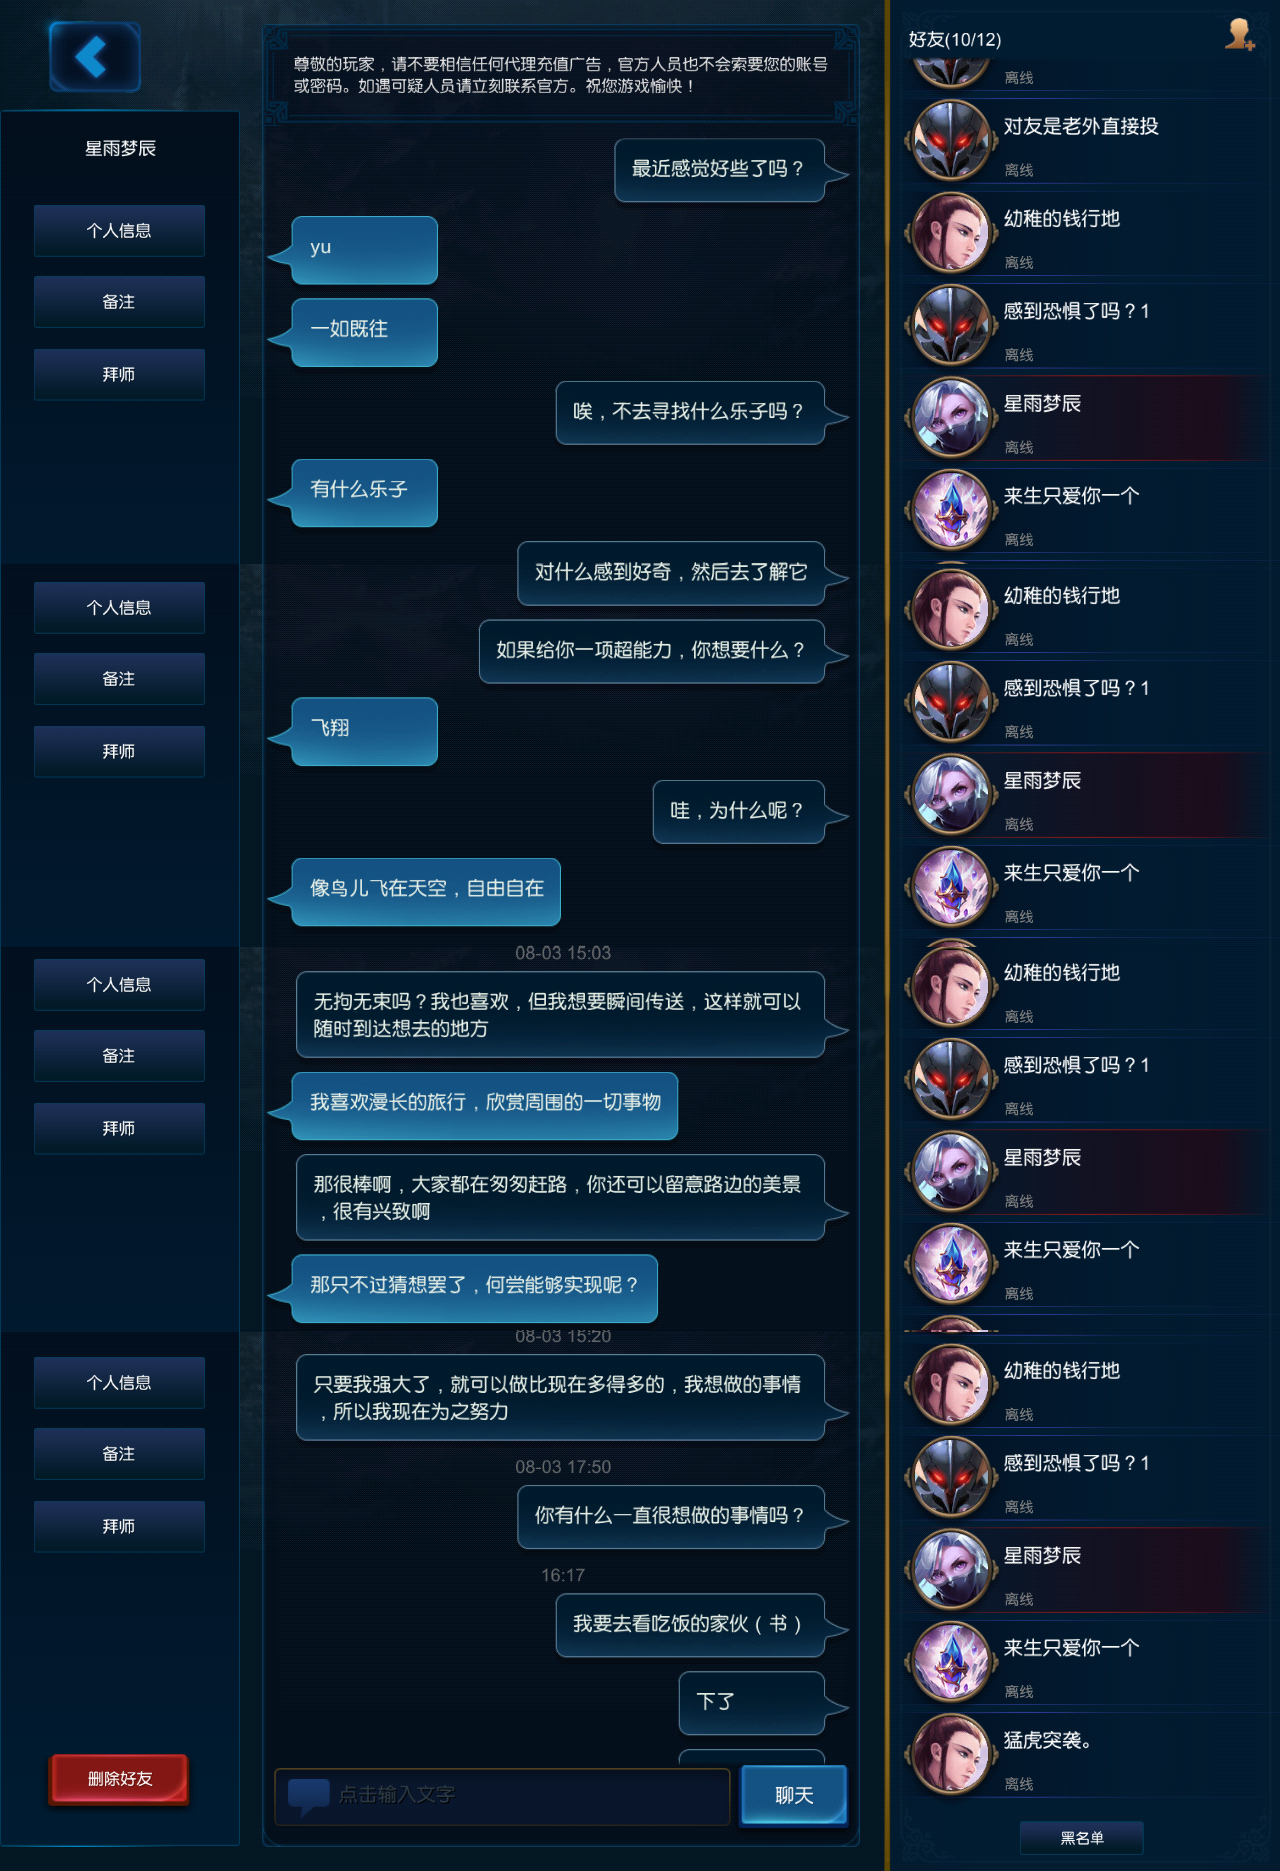 星雨梦辰
个人信息
备注
拜师
个人信息
备注
拜师
个人信息
备注
拜师
个人信息
备注
拜师
删除好友
尊敬的玩家，请不要相信任何代理充值广告，官方人员也不会索要您的账号
或密码。如遇可疑人员请立刻联系官方。祝您游戏愉快！
最近感觉好些了吗？
yu
一如既往
唉，不去寻找什么乐子吗？
有什么乐子
对什么感到好奇，然后去了解它
如果给你一项超能力，你想要什么？
飞翔
哇，为什么呢？
像鸟儿飞在天空，自由自在
08-03 15:03
无拘无束吗？我也喜欢，但我想要瞬间传送，这样就可以
随时到达想去的地方
我喜欢漫长的旅行，欣赏周围的一切事物
那很棒啊，大家都在匆匆赶路，你还可以留意路边的美景
，很有兴致啊
那只不过猜想罢了，何尝能够实现呢？
08-03 15:20
只要我强大了，就可以做比现在多得多的，我想做的事情
，所以我现在为之努力
08-03 17:50
你有什么一直很想做的事情吗？
16:17
我要去看吃饭的家伙（书）
下了
点击输入文字
聊天
好友(10/12)
离线
对友是老外直接投
离线
幼稚的钱行地
离线
感到恐惧了吗？1
离线
星雨梦辰
离线
来生只爱你一个
离线
幼稚的钱行地
离线
感到恐惧了吗？1
离线
星雨梦辰
离线
来生只爱你一个
离线
幼稚的钱行地
离线
感到恐惧了吗？1
离线
星雨梦辰
离线
来生只爱你一个
离线
幼稚的钱行地
离线
感到恐惧了吗？1
离线
星雨梦辰
离线
来生只爱你一个
离线
猛虎突袭。
离线
黑名单